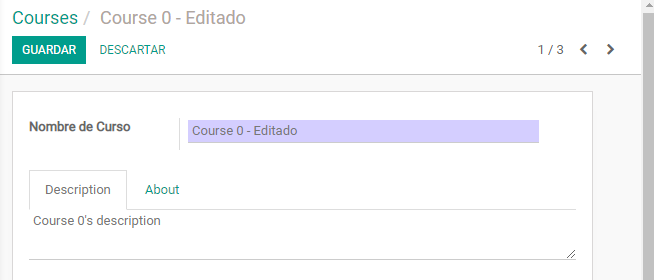 Courses / Course 0 - Editado
GUARDAR DESCARTAR 1 / 3
Nombre de Curso Course 0 - Editado
Description About
Course 0's description